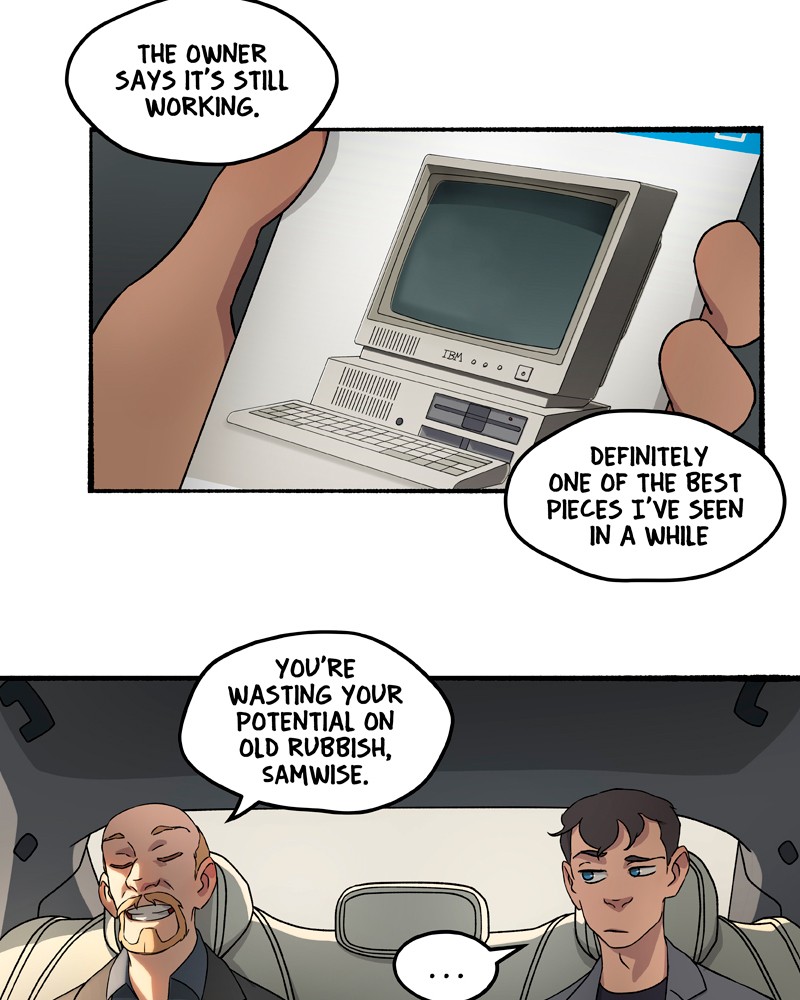 THE OWNER
SAYS IT'S STILL
WORKING.
IBM
DEFINITELY
ONE OF THE BEST
PIECES I'VE SEEN
IN A WHILE
YOU'RE
WASTING YOUR
POTENTIAL ON
OLD RUBBISH,
SAMWISE.
...